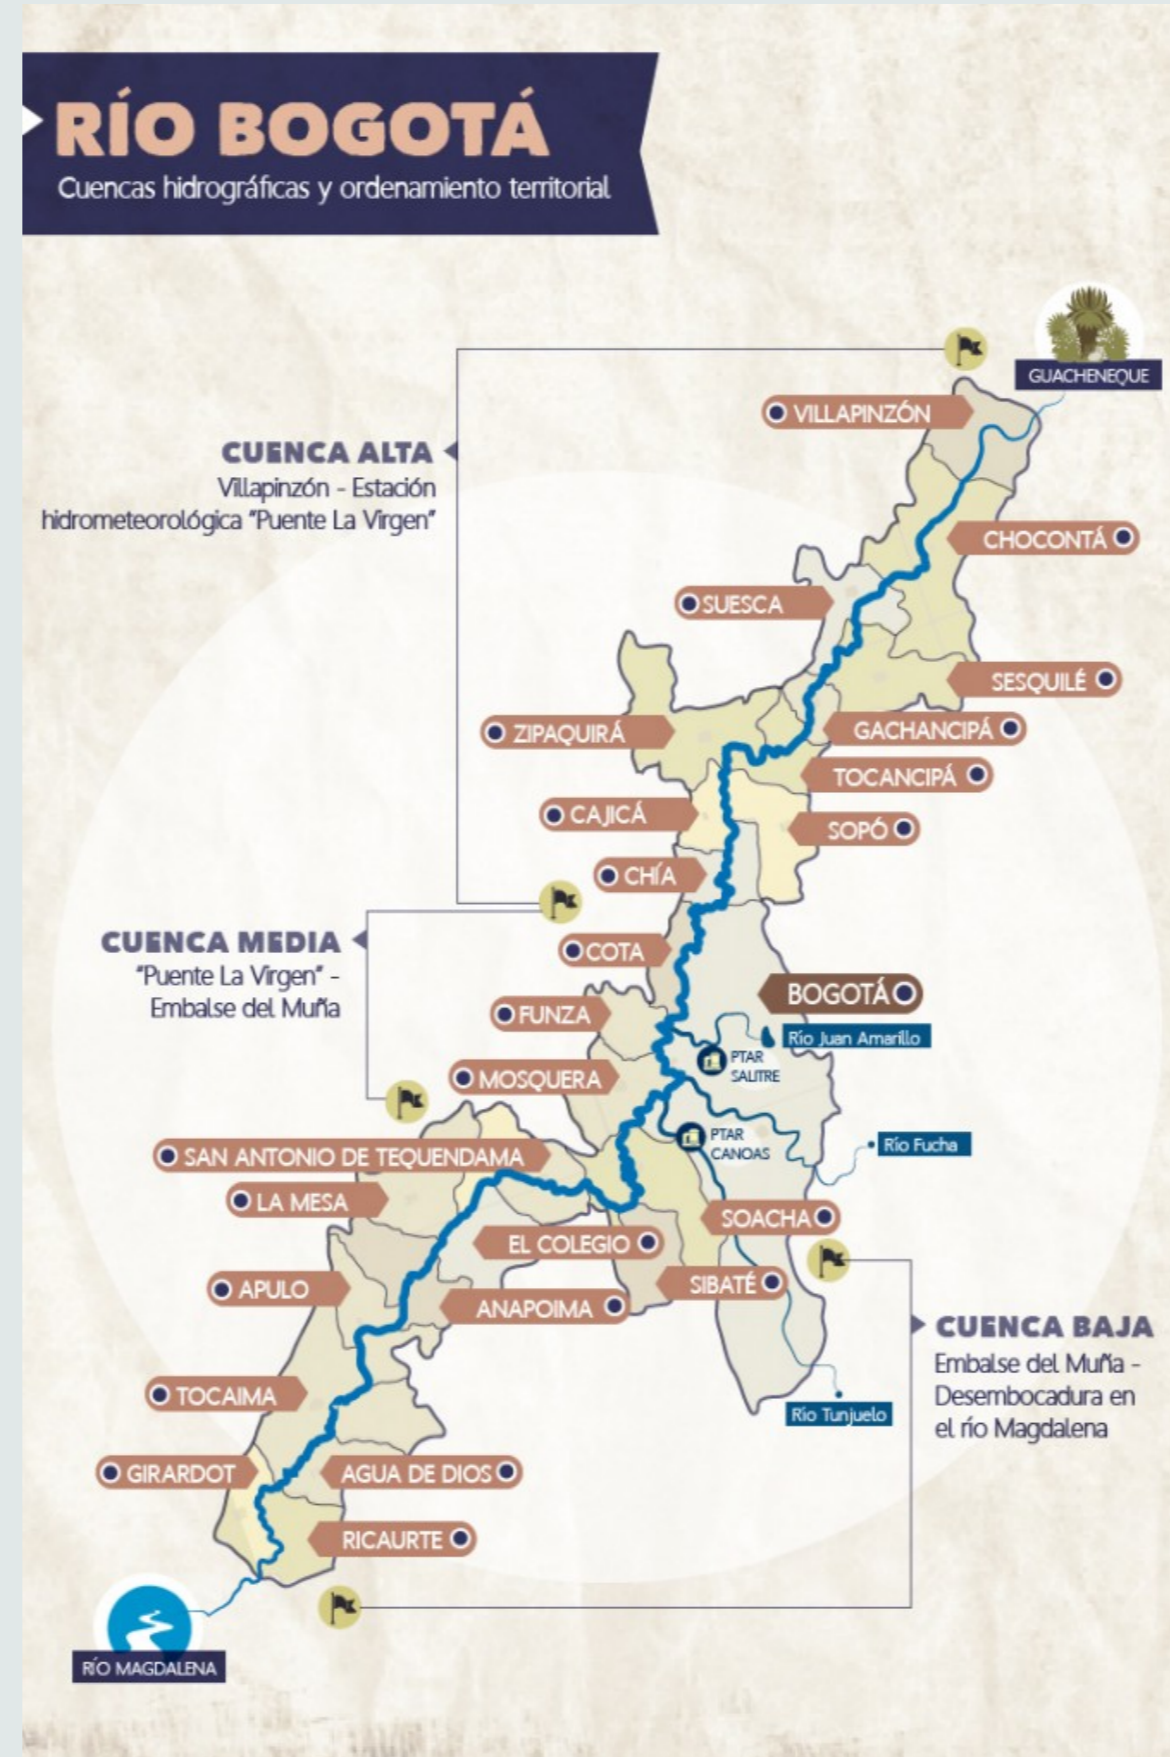 RÍO BOGOTÁ
Cuencas hidrográficas y ordenamiento territorial
GUACHENEQUE
VILLAPINZÓN
CUENCA ALTA
Villapinzón - Estación
hidrometeorológica "Puente La Virgen"
CHOCONTÁ
SUESCA
SESQUILÉ
ZIPAQUIRÁ
GACHANCIPÁ
TOCANCIPÁ
CAJICÁ
SOPÓ
CHÍA
CUENCA MEDIA
"Puente La Virgen" -
Embalse del Muña
COTA
BOGOTÁ
FUNZA
Río Juan Amarillo
PTAR
SALITRE
MOSQUERA
PTAR
CANOAS
Río Fucha
SAN ANTONIO DE TEQUENDAMA
LA MESA
SOACHA
EL COLEGIO
SIBATÉ
APULO
ANAPOIMA
CUENCA BAJA
Embalse del Muña -
Desembocadura en
el río Magdalena
TOCAIMA
Río Tunjuelo
GIRARDOT
AGUA DE DIOS
RICAURTE
RÍO MAGDALENA